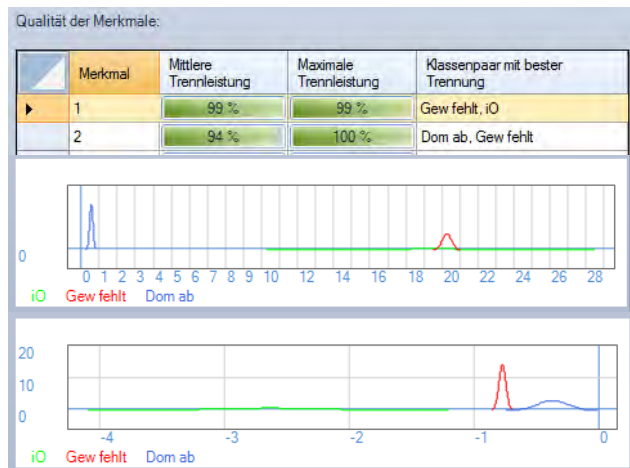 Qualität der Merkmale:
Merkmal Mittlere Trennleistung Maximale Trennleistung Klassenpaar mit bester Trennung
1 99 % 99 % Gew fehlt, iO
2 94 % 100 % Dom ab, Gew fehlt
0
0 1 2 3 4 5 6 7 8 9 10 12 14 16 18 20 22 24 26 28
iO Gew fehlt Dom ab
20
10
0
-4 -3 -2 -1 0
iO Gew fehlt Dom ab